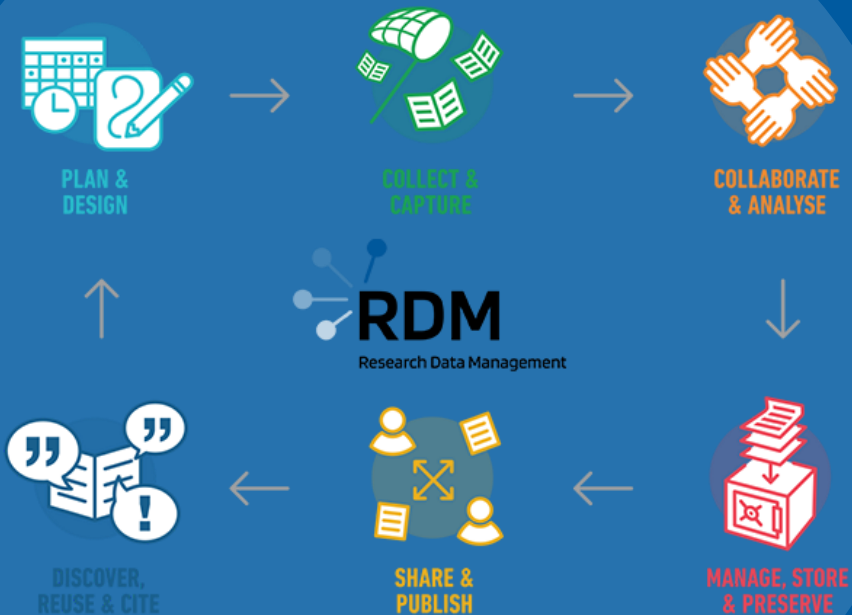 PLAN &
DESIGN
COLLECT &
CAPTURE
COLLABORATE
& ANALYSE
RDM
Research Data Management
DISCOVER,
REUSE & CITE
SHARE &
PUBLISH
MANAGE, STORE
& PRESERVE